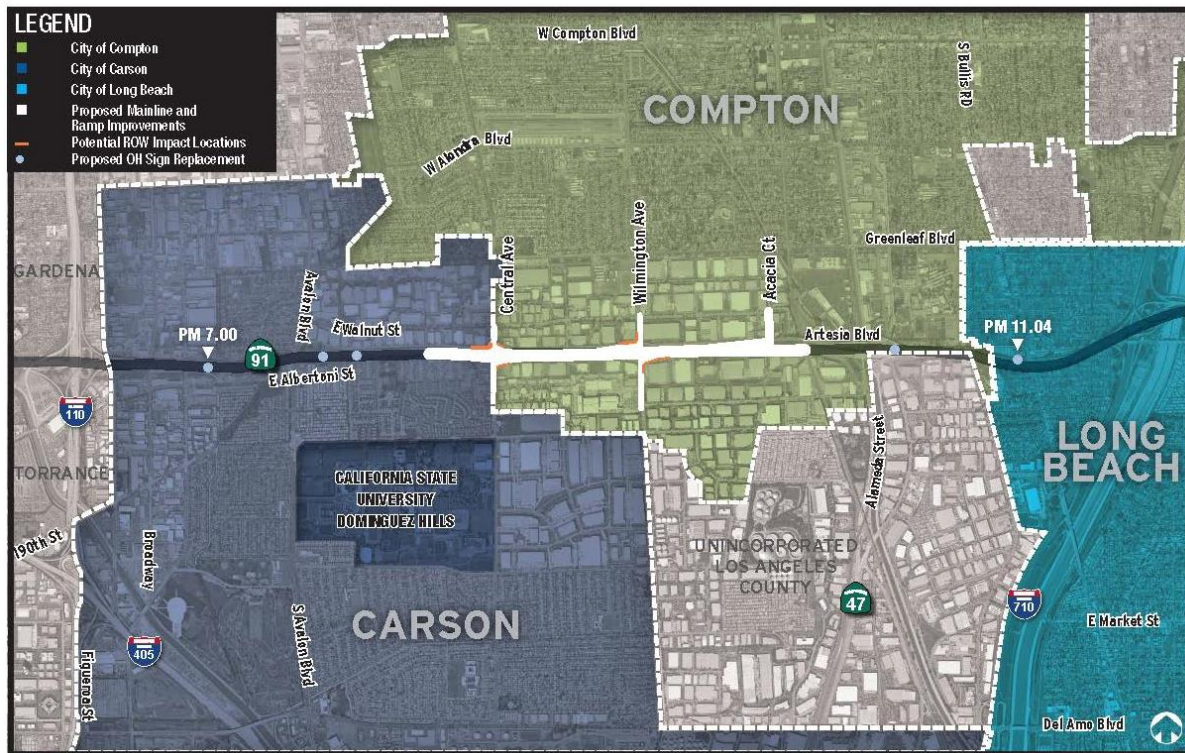 LEGEND
City of Compton
City of Carson
City of Long Beach
Proposed Mainline and
Ramp Improvements
Potential ROW Impact Locations
Proposed OH Sign Replacement
W Compton Blvd
S Bullis RD
COMPTON
W Alondra Blvd
Greenleaf Blvd
GARDENA
Avalon Blvd
E Walnut St
Central Ave
Wilmington Ave
Acacia Ct
Artesia Blvd
PM 7.00
PM 11.04
91
E Albertoni St
110
TORRANCE
CALIFORNIA STATE
UNIVERSITY
DOMINGUEZ HILLS
Alameda Street
LONG
BEACH
190th St
Broadway
UNINCORPORATED
LOS ANGELES
COUNTY
47
710
CARSON
S Avalon Blvd
405
Figueroa St
E Market St
Del Amo Blvd